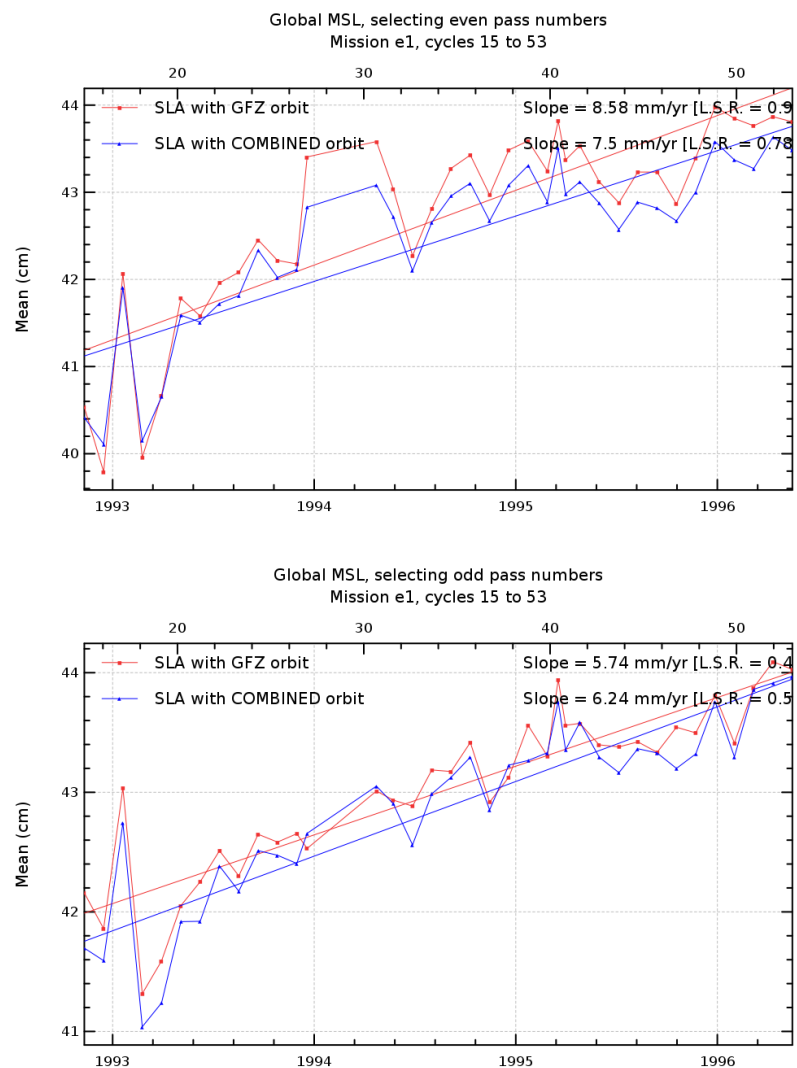 Global MSL, selecting even pass numbers
Mission e1, cycles 15 to 53
20 30 40 50
SLA with GFZ orbit Slope = 8.58 mm/yr [L.S.R. = 0.9
SLA with COMBINED orbit Slope = 7.5 mm/yr [L.S.R. = 0.78
44
43
42
41
40
Mean (cm)
1993 1994 1995 1996
Global MSL, selecting odd pass numbers
Mission e1, cycles 15 to 53
20 30 40 50
SLA with GFZ orbit Slope = 5.74 mm/yr [L.S.R. = 0.4
SLA with COMBINED orbit Slope = 6.24 mm/yr [L.S.R. = 0.5
44
43
42
41
Mean (cm)
1993 1994 1995 1996